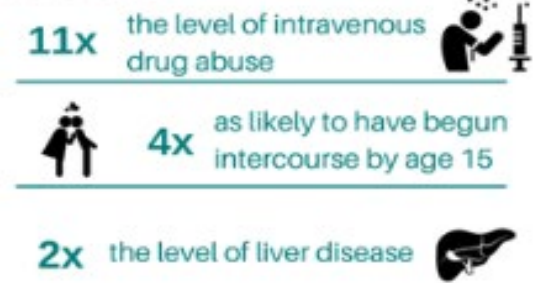 11x the level of intravenous
drug abuse
4x as likely to have begun
intercourse by age 15
2x the level of liver disease